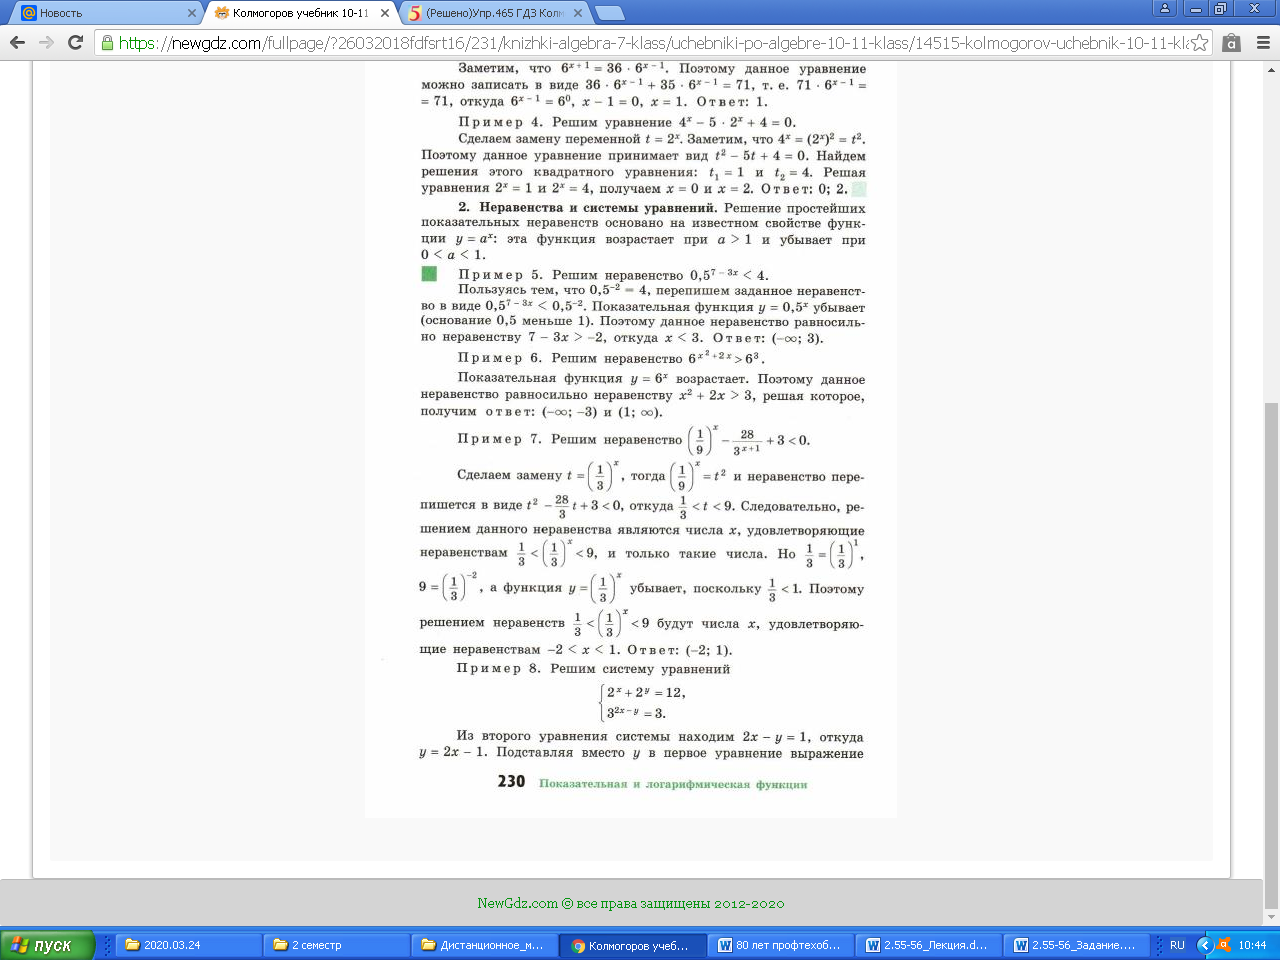 Новость
Колмогоров учебник 10-11
(Решено)Упр.465 ГДЗ Колм
https://newgdz.com/fullpage/?26032018fdfsrt16/231/knizhki-algebra-7-klass/uchebniki-po-algebre-10-11-klass/14515-kolmogorov-uchebnik-10-11-kla
Заметим, что 6^{x+1} = 36 · 6^{x−1}. Поэтому данное уравнение
можно записать в виде 36 · 6^{x−1} + 35 · 6^{x−1} = 71, т. е. 71 · 6^{x−1} =
= 71, откуда 6^{x−1} = 6^0, x − 1 = 0, x = 1. Ответ: 1.
Пример 4. Решим уравнение 4^x − 5 · 2^x + 4 = 0.
Сделаем замену переменной t = 2^x. Заметим, что 4^x = (2^x)^2 = t^2.
Поэтому данное уравнение принимает вид t^2 − 5t + 4 = 0. Найдем
решения этого квадратного уравнения: t_1 = 1 и t_2 = 4. Решая
уравнения 2^x = 1 и 2^x = 4, получаем x = 0 и x = 2. Ответ: 0; 2.
2. Неравенства и системы уравнений. Решение простейших
показательных неравенств основано на известном свойстве функ-
ции y = a^x: эта функция возрастает при a > 1 и убывает при
0 < a < 1.
Пример 5. Решим неравенство 0,5^{7−3x} < 4.
Пользуясь тем, что 0,5^{−2} = 4, перепишем заданное неравенст-
во в виде 0,5^{7−3x} < 0,5^{−2}. Показательная функция y = 0,5^x убывает
(основание 0,5 меньше 1). Поэтому данное неравенство равносиль-
но неравенству 7 − 3x > −2, откуда x < 3. Ответ: (−∞; 3).
Пример 6. Решим неравенство 6^{x^2+2x} > 6^3.
Показательная функция y = 6^x возрастает. Поэтому данное
неравенство равносильно неравенству x^2 + 2x > 3, решая которое,
получим ответ: (−∞; −3) и (1; ∞).
Пример 7. Решим неравенство (1/9)^x − 28/3^{x+1} + 3 < 0.
Сделаем замену t = (1/3)^x, тогда (1/9)^x = t^2 и неравенство пере-
пишется в виде t^2 − 28/3 t + 3 < 0, откуда 1/3 < t < 9. Следовательно, ре-
шением данного неравенства являются числа x, удовлетворяющие
неравенствам 1/3 < (1/3)^x < 9, и только такие числа. Но 1/3 = (1/3)^1,
9 = (1/3)^{−2}, а функция y = (1/3)^x убывает, поскольку 1/3 < 1. Поэтому
решением неравенств 1/3 < (1/3)^x < 9 будут числа x, удовлетворяю-
щие неравенствам −2 < x < 1. Ответ: (−2; 1).
Пример 8. Решим систему уравнений
2^x + 2^y = 12,
3^{2x−y} = 3.
Из второго уравнения системы находим 2x − y = 1, откуда
y = 2x − 1. Подставляя вместо y в первое уравнение выражение
230 Показательная и логарифмическая функции
NewGdz.com © все права защищены 2012-2020
пуск
2020.03.24
2 семестр
Дистанционное_м...
Колмогоров учеб...
80 лет профтехоб...
2.55-56_Лекция.d...
2.55-56_Задание....
RU
10:44